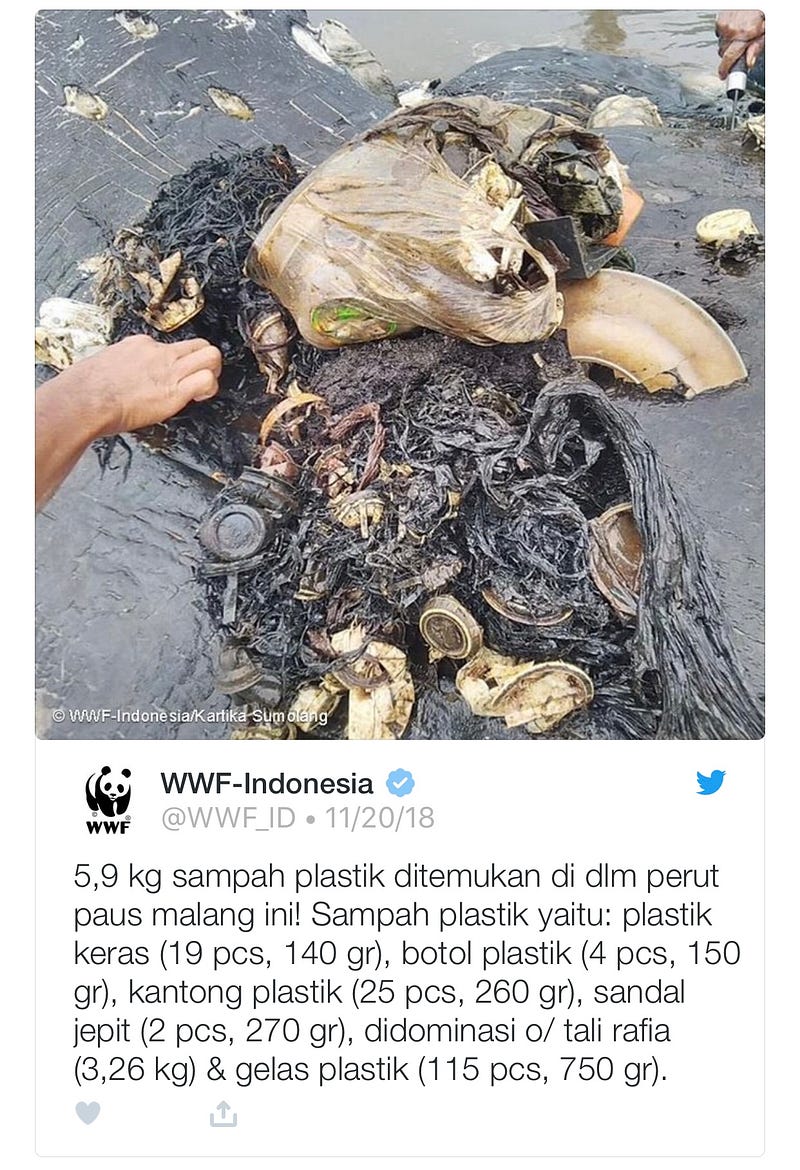 © WWF-Indonesia/Kartika Sumolang
WWF
WWF-Indonesia
@WWF_ID • 11/20/18
5,9 kg sampah plastik ditemukan di dlm perut
paus malang ini! Sampah plastik yaitu: plastik
keras (19 pcs, 140 gr), botol plastik (4 pcs, 150
gr), kantong plastik (25 pcs, 260 gr), sandal
jepit (2 pcs, 270 gr), didominasi o/ tali rafia
(3,26 kg) & gelas plastik (115 pcs, 750 gr).